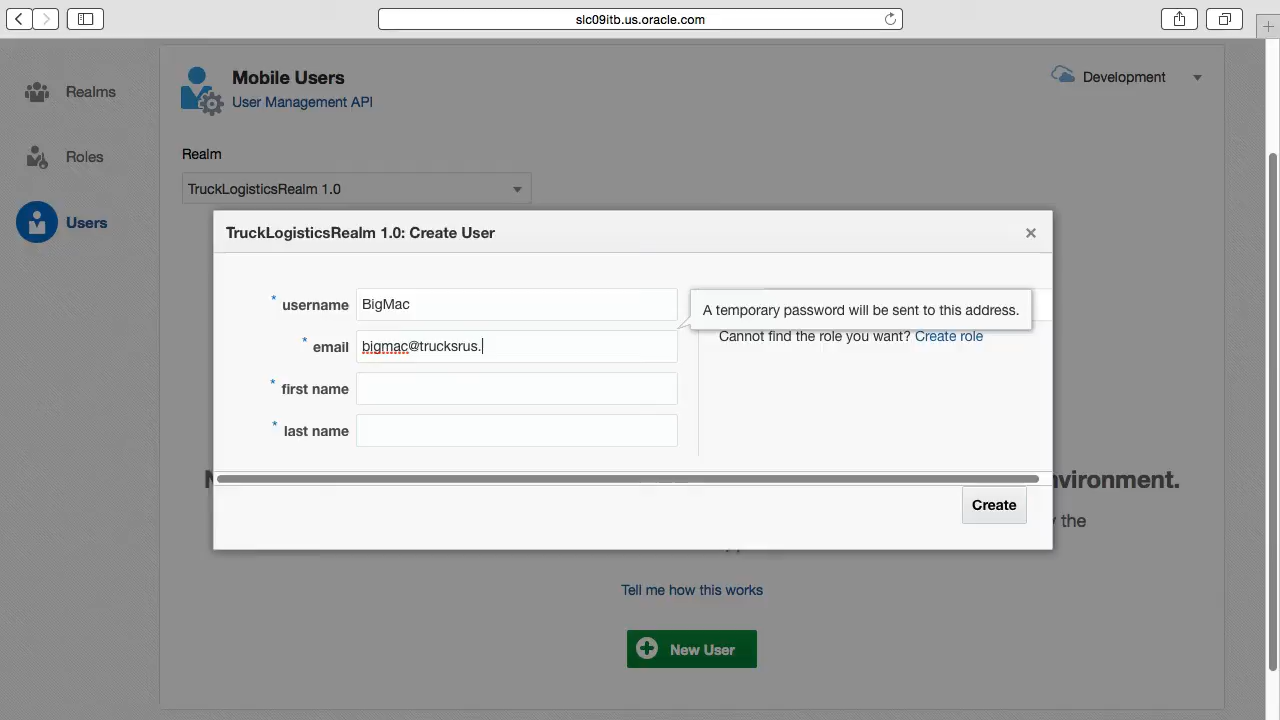 slc09itb.us.oracle.com
Realms
Roles
Users
Mobile Users
User Management API
Development
Realm
TruckLogisticsRealm 1.0
TruckLogisticsRealm 1.0: Create User
* username BigMac
A temporary password will be sent to this address.
* email bigmac@trucksrus.
Cannot find the role you want? Create role
* first name
* last name
Create
the
Tell me how this works
New User